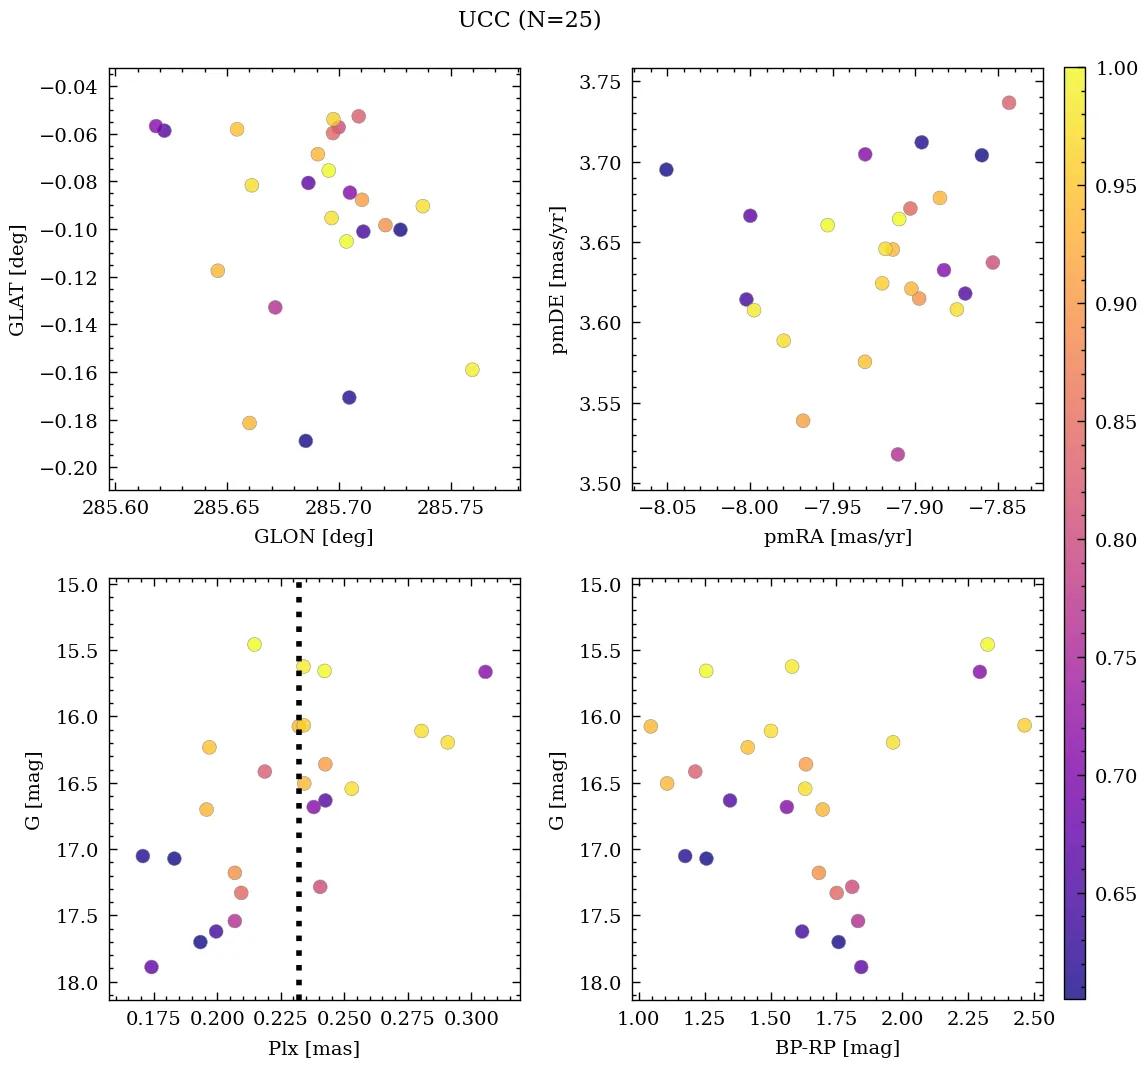 UCC (N=25)
−0.04
−0.06
−0.08
−0.10
−0.12
−0.14
−0.16
−0.18
−0.20
GLAT [deg]
285.60 285.65 285.70 285.75
GLON [deg]
3.75
3.70
3.65
3.60
3.55
3.50
pmDE [mas/yr]
−8.05 −8.00 −7.95 −7.90 −7.85
pmRA [mas/yr]
15.0
15.5
16.0
16.5
17.0
17.5
18.0
G [mag]
0.175 0.200 0.225 0.250 0.275 0.300
Plx [mas]
15.0
15.5
16.0
16.5
17.0
17.5
18.0
G [mag]
1.00 1.25 1.50 1.75 2.00 2.25 2.50
BP-RP [mag]
1.00
0.95
0.90
0.85
0.80
0.75
0.70
0.65